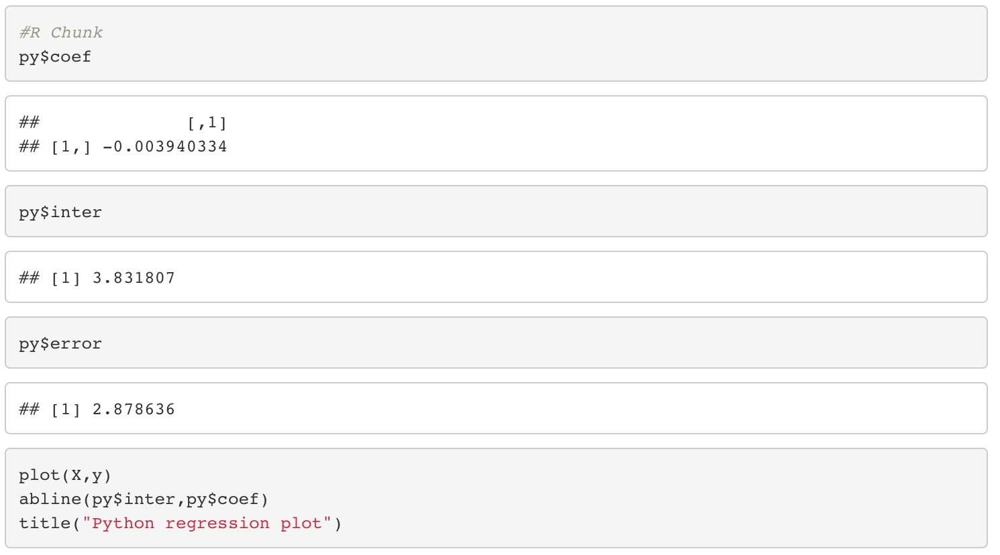 #R Chunk
py$coef
##              [,1]
## [1,] -0.003940334
py$inter
## [1] 3.831807
py$error
## [1] 2.878636
plot(X,y)
abline(py$inter,py$coef)
title("Python regression plot")